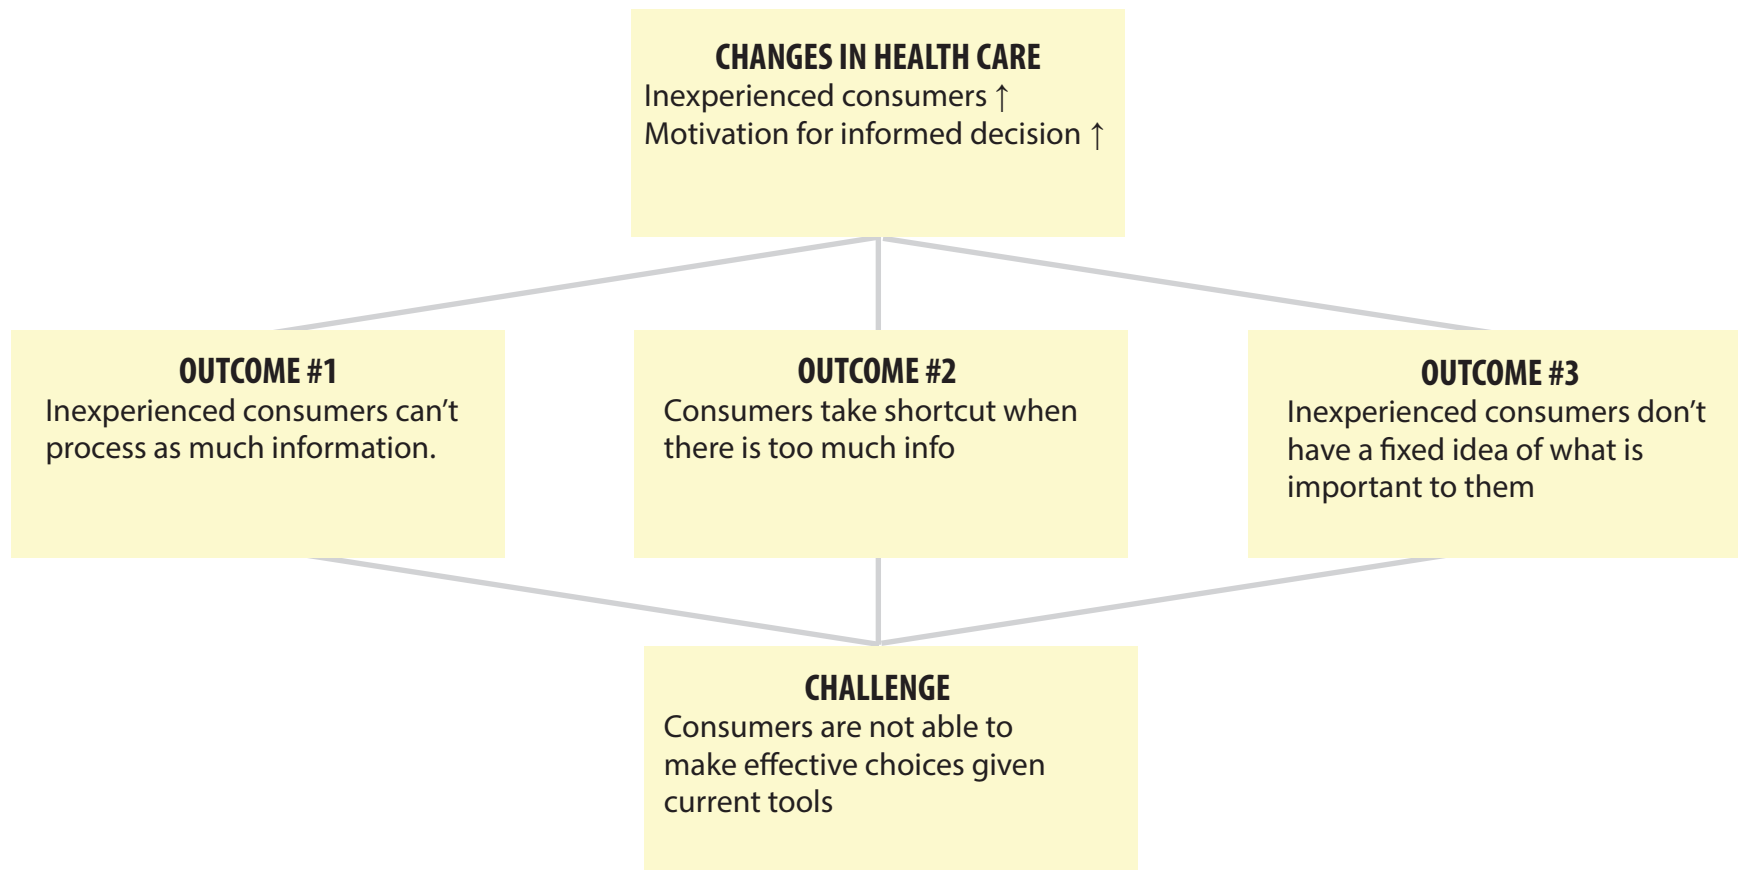 CHANGES IN HEALTH CARE
Inexperienced consumers ↑
Motivation for informed decision ↑
OUTCOME #1
Inexperienced consumers can’t
process as much information.
OUTCOME #2
Consumers take shortcut when
there is too much info
OUTCOME #3
Inexperienced consumers don’t
have a fixed idea of what is
important to them
CHALLENGE
Consumers are not able to
make effective choices given
current tools